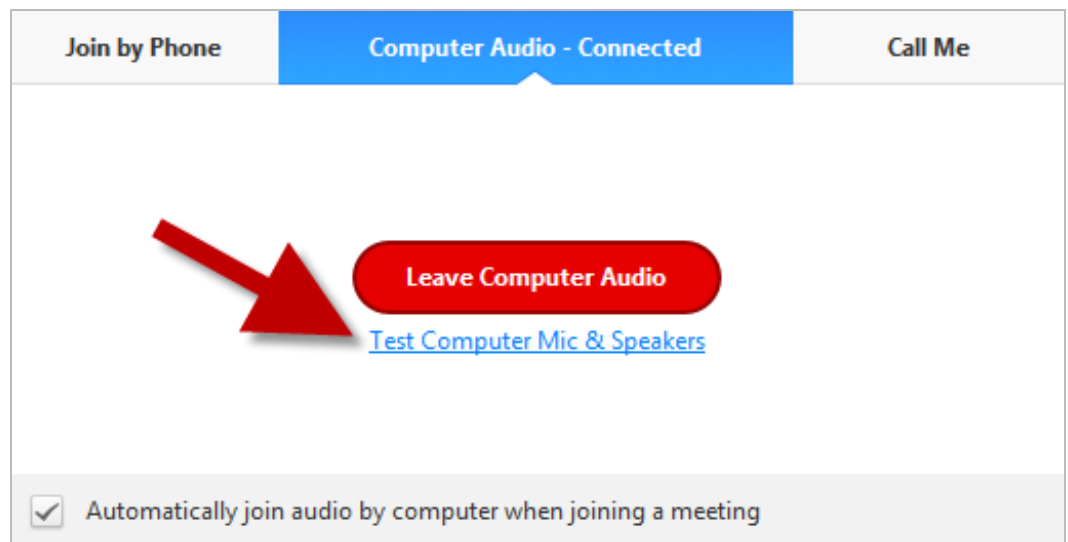 Join by Phone
Computer Audio - Connected
Call Me
Leave Computer Audio
Test Computer Mic & Speakers
Automatically join audio by computer when joining a meeting